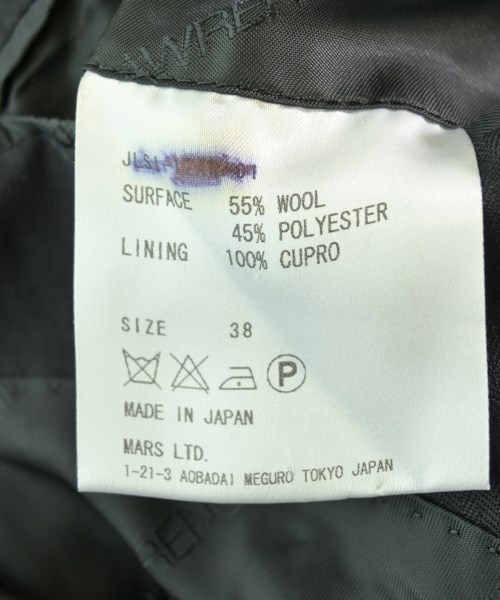 SURFACE 55% WOOL
45% POLYESTER
LINING 100% CUPRO
SIZE 38
P
MADE IN JAPAN
MARS LTD.
1-21-3 AOBADAI MEGURO TOKYO JAPAN